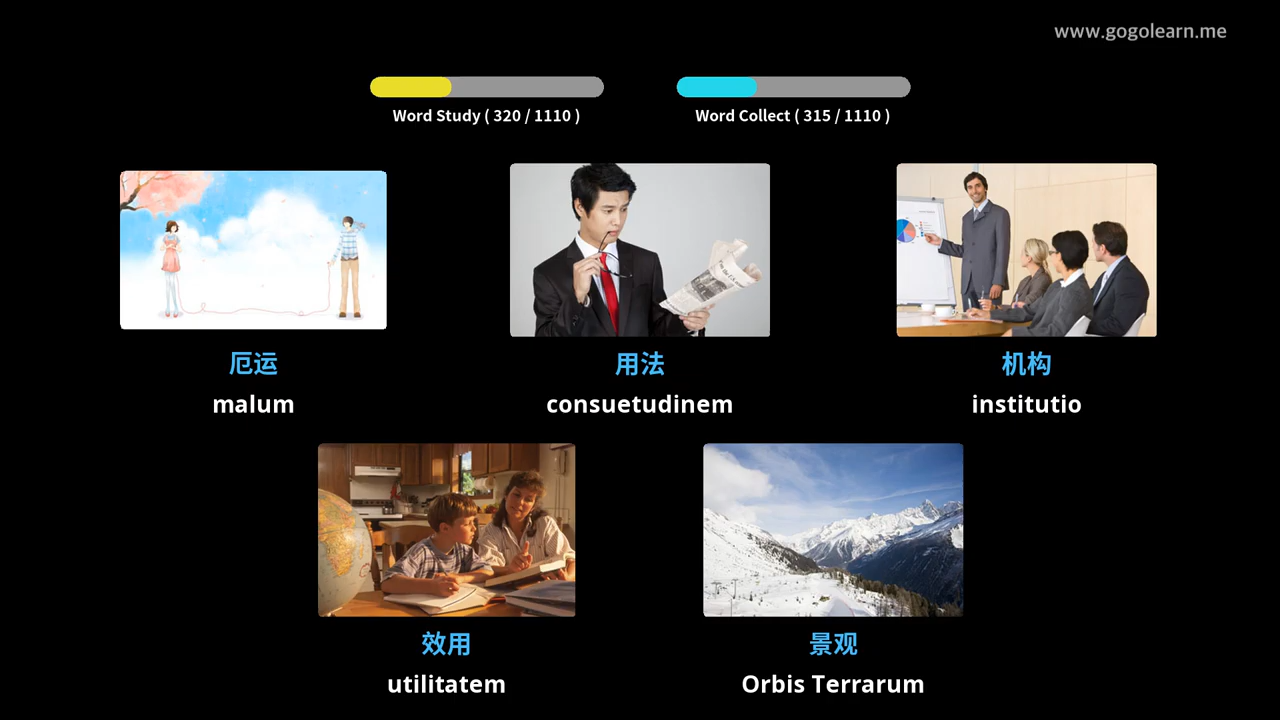 www.gogolearn.me
Word Study ( 320 / 1110 )
Word Collect ( 315 / 1110 )
厄运
malum
用法
consuetudinem
机构
institutio
效用
utilitatem
景观
Orbis Terrarum